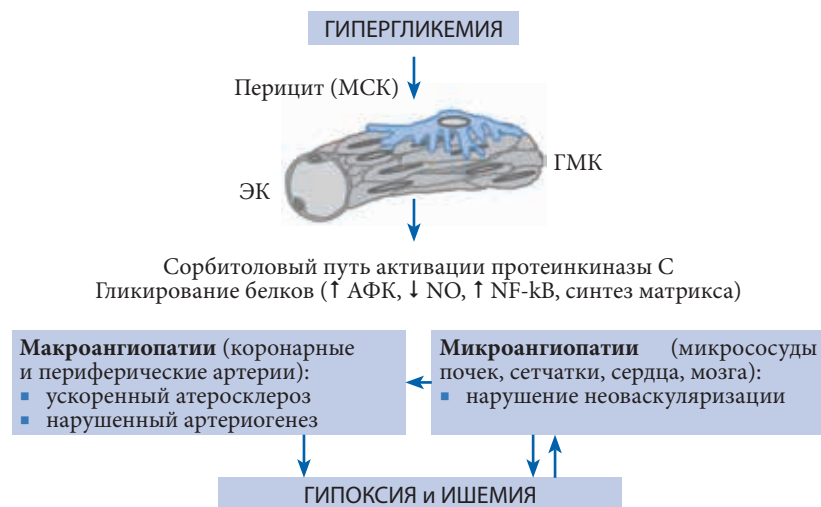 ГИПЕРГЛИКЕМИЯ
Перицит (МСК)
ГМК
ЭК
Сорбитоловый путь активации протеинкиназы С
Гликирование белков (↑ АФК, ↓ NO, ↑ NF-kB, синтез матрикса)
Макроангиопатии (коронарные
и периферические артерии):
▪ ускоренный атеросклероз
▪ нарушенный артериогенез
Микроангиопатии (микрососуды
почек, сетчатки, сердца, мозга):
▪ нарушение неоваскуляризации
ГИПОКСИЯ и ИШЕМИЯ